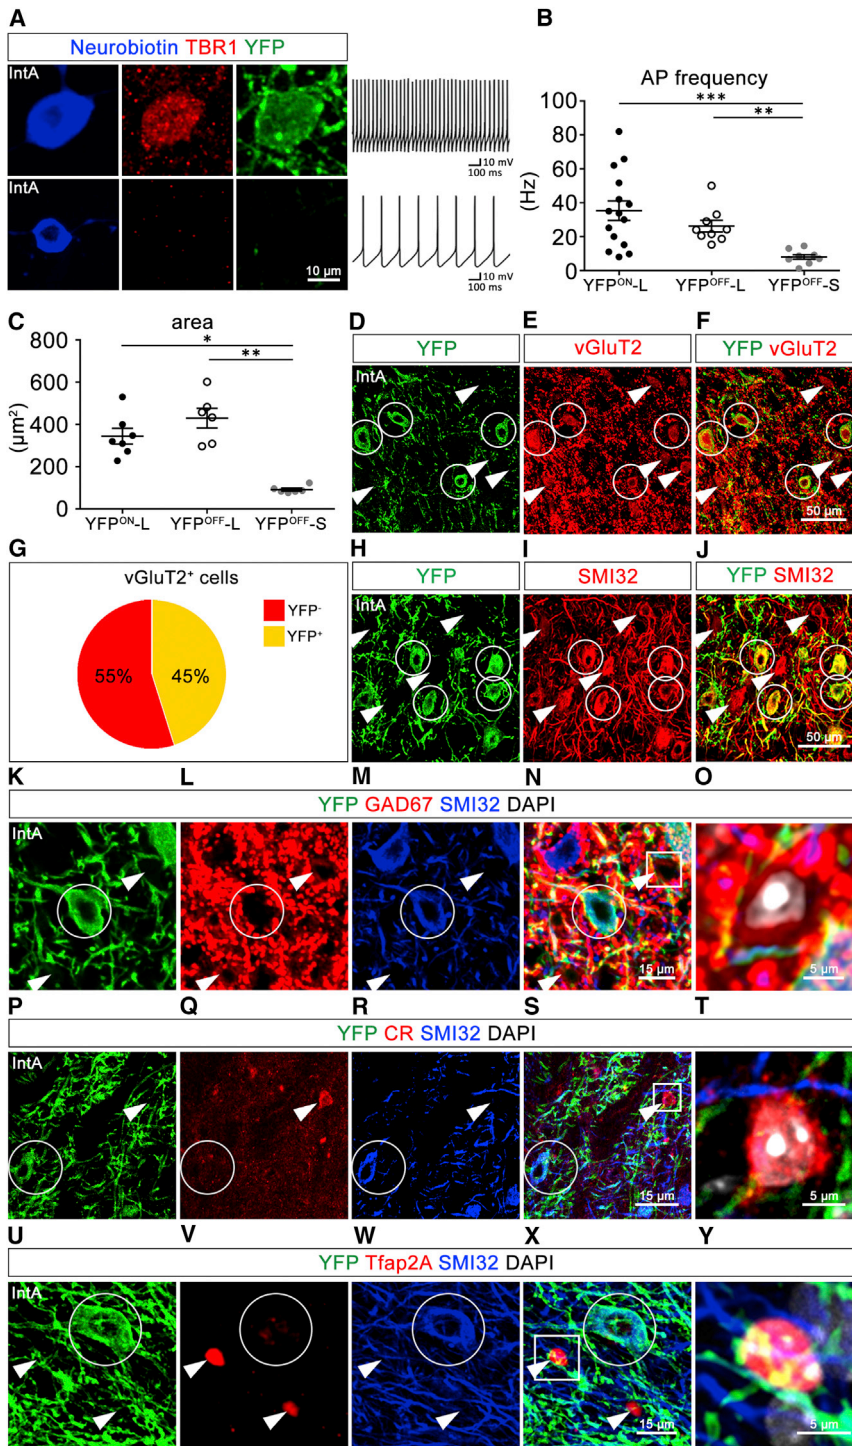 A
Neurobiotin TBR1 YFP
IntA
IntA
10 µm
10 mV
100 ms
10 mV
100 ms
B
AP frequency
***
**
100
80
60
40
20
0
(Hz)
YFPᴼᴺ-L
YFPᴼᶠᶠ-L
YFPᴼᶠᶠ-S
C
area
*
**
800
600
400
200
0
(µm²)
YFPᴼᴺ-L
YFPᴼᶠᶠ-L
YFPᴼᶠᶠ-S
D
E
F
YFP
vGluT2
YFP vGluT2
IntA
50 µm
G
vGluT2⁺ cells
55%
45%
YFP⁻
YFP⁺
H
I
J
YFP
SMI32
YFP SMI32
IntA
50 µm
K
L
M
N
O
YFP GAD67 SMI32 DAPI
IntA
15 µm
5 µm
P
Q
R
S
T
YFP CR SMI32 DAPI
IntA
15 µm
5 µm
U
V
W
X
Y
YFP Tfap2A SMI32 DAPI
IntA
15 µm
5 µm